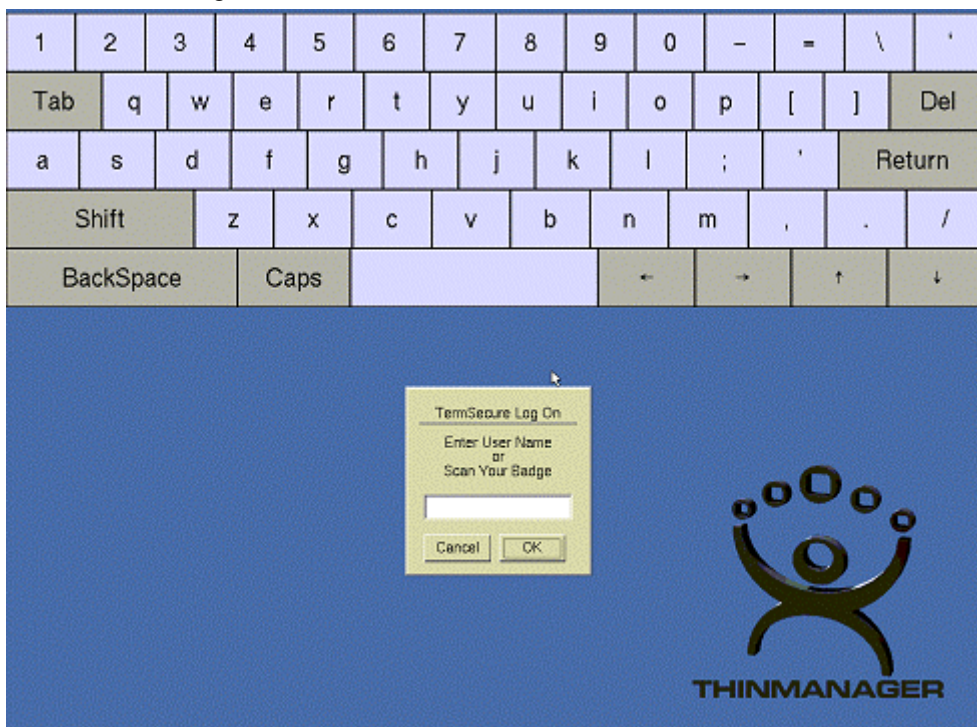 1 2 3 4 5 6 7 8 9 0 - = \ '
Tab q w e r t y u i o p [ ] Del
a s d f g h j k l ; ' Return
Shift z x c v b n m , . /
BackSpace Caps ← → ↑ ↓
TermSecure Log On
Enter User Name
or
Scan Your Badge
Cancel OK
THINMANAGER